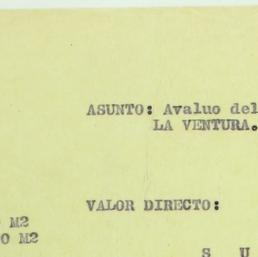 ASUNTO: Avaluo del
LA VENTURA.
VALOR DIRECTO:
M2
O M2
S U